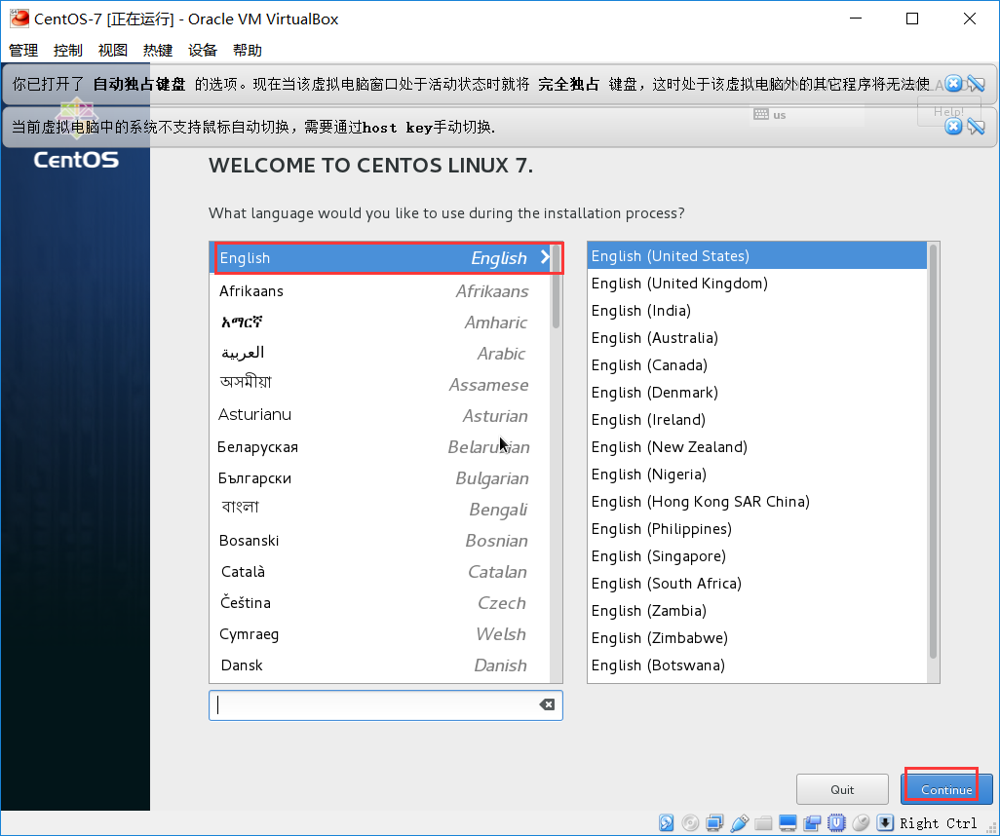 CentOS-7 [正在运行] - Oracle VM VirtualBox
管理 控制 视图 热键 设备 帮助
你已打开了 自动独占键盘 的选项。现在当该虚拟电脑窗口处于活动状态时就将 完全独占 键盘，这时处于该虚拟电脑外的其它程序将无法使
us
Help!
当前虚拟电脑中的系统不支持鼠标自动切换，需要通过host key手动切换.
CentOS
WELCOME TO CENTOS LINUX 7.
What language would you like to use during the installation process?
English English
Afrikaans Afrikaans
አማርኛ Amharic
العربية Arabic
অসমীয়া Assamese
Asturianu Asturian
Беларуская Belarusian
Български Bulgarian
বাংলা Bengali
Bosanski Bosnian
Català Catalan
Čeština Czech
Cymraeg Welsh
Dansk Danish
English (United States)
English (United Kingdom)
English (India)
English (Australia)
English (Canada)
English (Denmark)
English (Ireland)
English (New Zealand)
English (Nigeria)
English (Hong Kong SAR China)
English (Philippines)
English (Singapore)
English (South Africa)
English (Zambia)
English (Zimbabwe)
English (Botswana)
Quit Continue
Right Ctrl